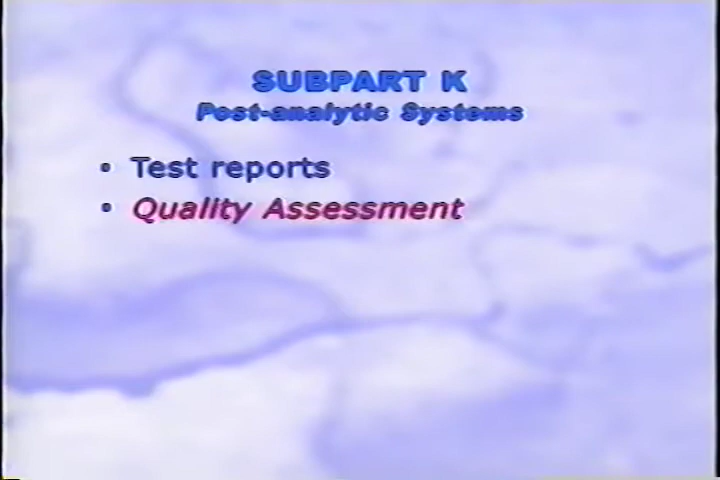 SUBPART K
Post-analytic Systems
• Test reports
• Quality Assessment